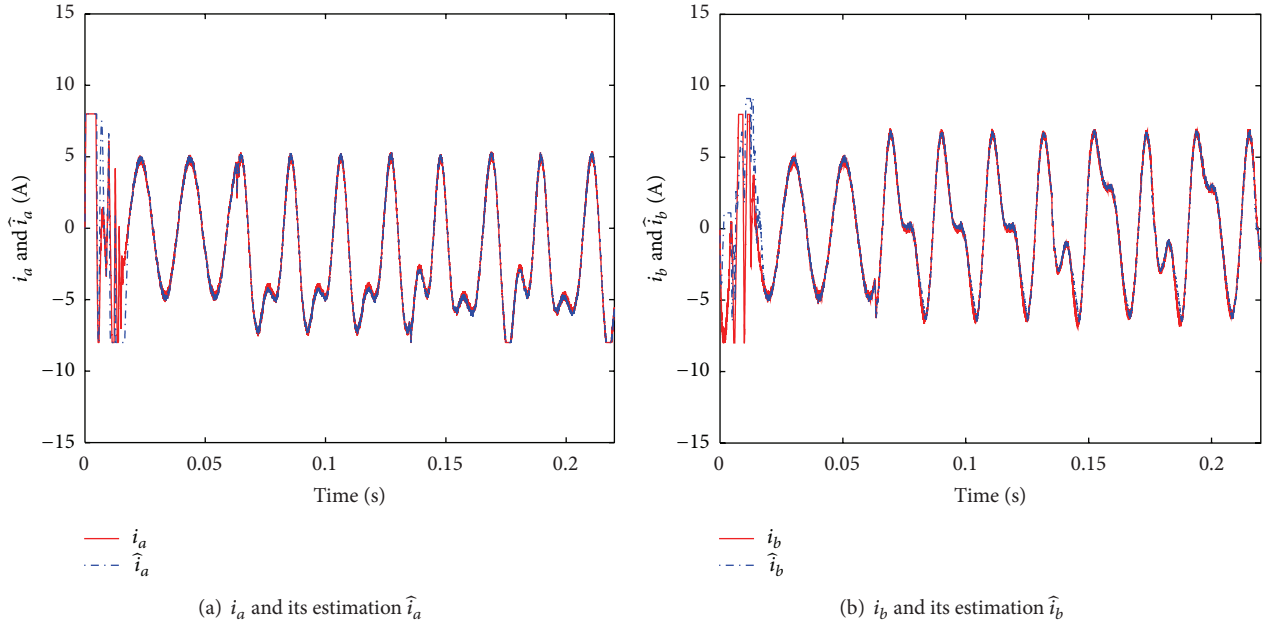 15
10
5
0
−5
−10
−15
i_a and î_a (A)
0 0.05 0.1 0.15 0.2
Time (s)
i_a
î_a
(a) i_a and its estimation î_a
15
10
5
0
−5
−10
−15
i_b and î_b (A)
0 0.05 0.1 0.15 0.2
Time (s)
i_b
î_b
(b) i_b and its estimation î_b